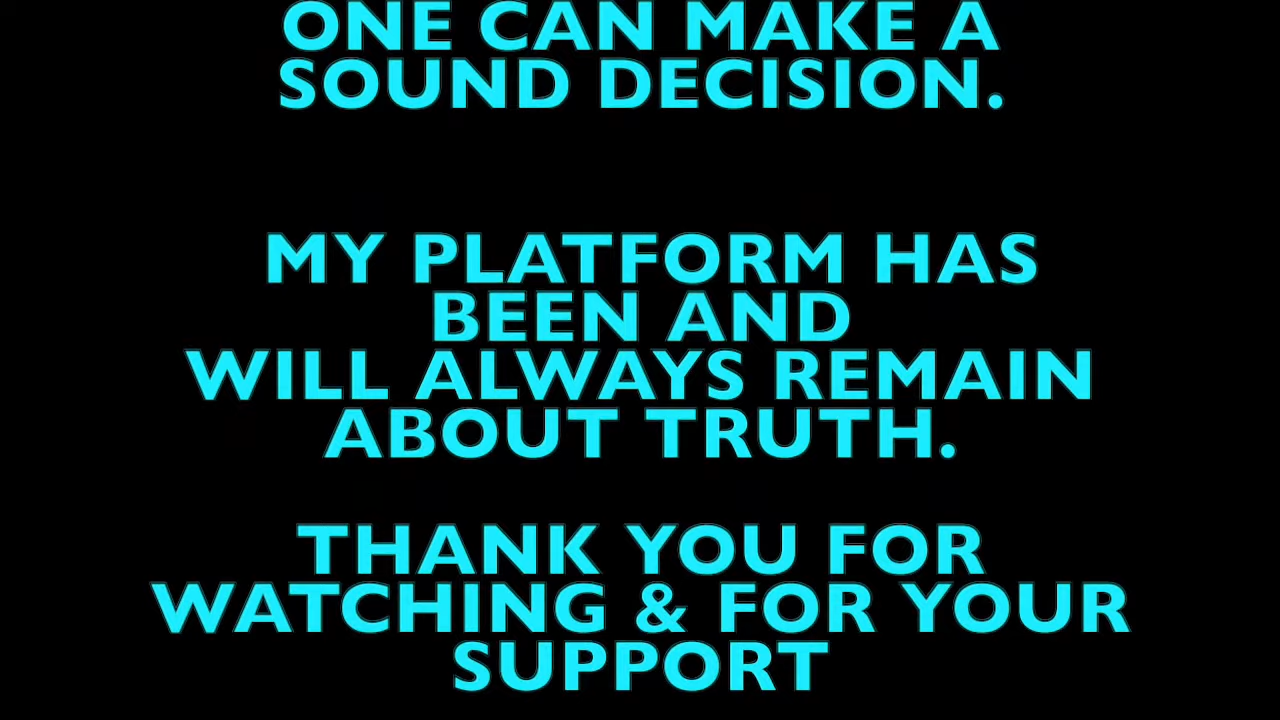 ONE CAN MAKE A
SOUND DECISION.
MY PLATFORM HAS
BEEN AND
WILL ALWAYS REMAIN
ABOUT TRUTH.
THANK YOU FOR
WATCHING & FOR YOUR
SUPPORT